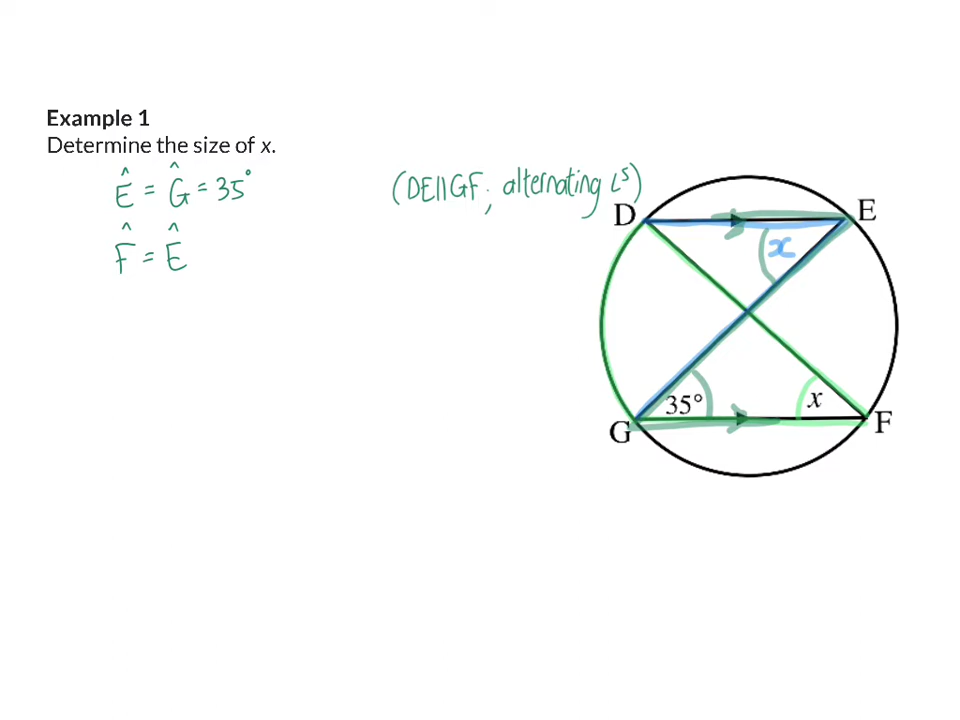 Example 1
Determine the size of x.
Ê = Ĝ = 35° (DE||GF; alternating ∠s)
F̂ = Ê
D
E
x
35°
x
G
F